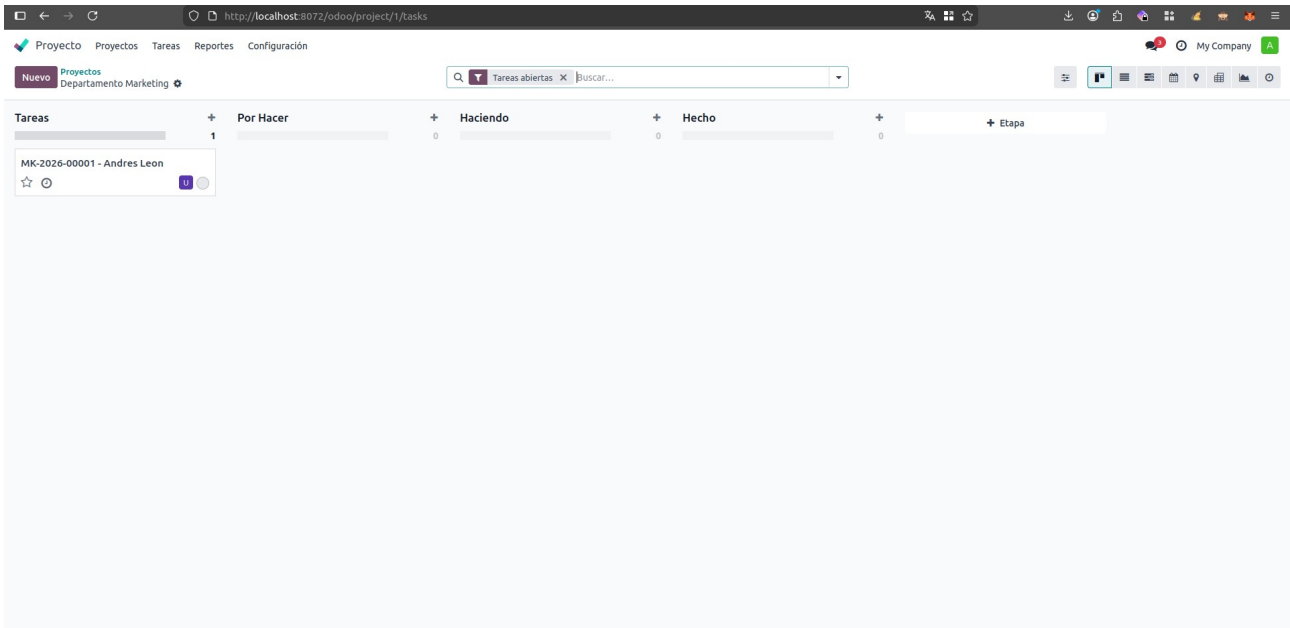 http://localhost:8072/odoo/project/1/tasks
Proyecto Proyectos Tareas Reportes Configuración
3 My Company A
Nuevo
Proyectos
Departamento Marketing
Tareas abiertas Buscar...
Tareas
1
Por Hacer
0
Haciendo
0
Hecho
0
Etapa
MK-2026-00001 - Andres Leon
U